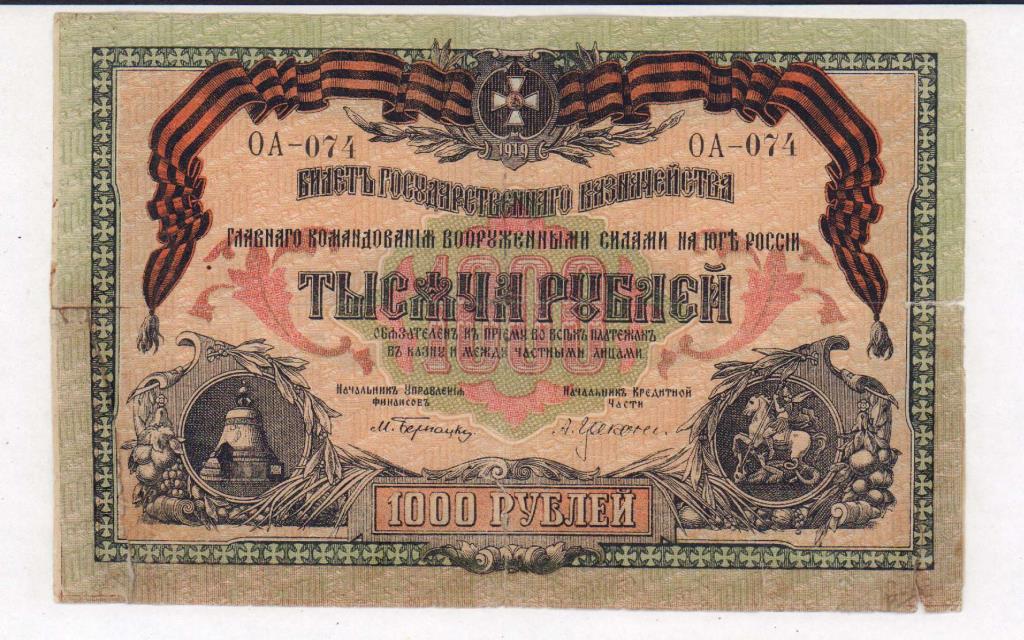 1919
ОА-074 ОА-074
БИЛЕТЪ ГОСУДАРСТВЕННАГО КАЗНАЧЕЙСТВА
ГЛАВНАГО КОМАНДОВАНІЯ ВООРУЖЕННЫМИ СИЛАМИ НА ЮГѢ РОССІИ
1000
ТЫСЯЧА РУБЛЕЙ
ОБЯЗАТЕЛЕНЪ КЪ ПРІЕМУ ВО ВСѢХЪ ПЛАТЕЖАХЪ
ВЪ КАЗНУ И МЕЖДУ ЧАСТНЫМИ ЛИЦАМИ
1000
Начальникъ Управленія Финансовъ
Начальникъ Кредитной Части
М. Бернацкій
1000 РУБЛЕЙ